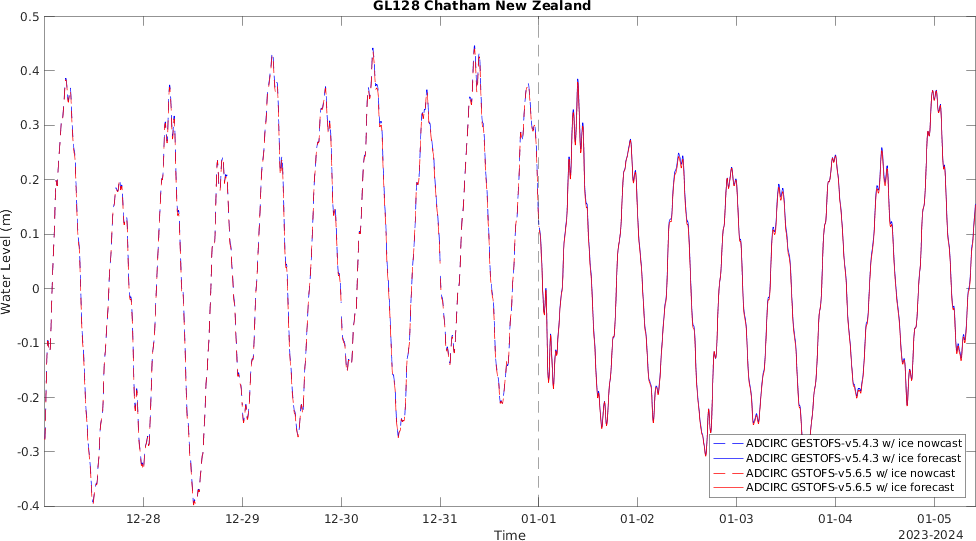 GL128 Chatham New Zealand
0.5
0.4
0.3
0.2
0.1
0
-0.1
-0.2
-0.3
-0.4
Water Level (m)
ADCIRC GESTOFS-v5.4.3 w/ ice nowcast
ADCIRC GESTOFS-v5.4.3 w/ ice forecast
ADCIRC GSTOFS-v5.6.5 w/ ice nowcast
ADCIRC GSTOFS-v5.6.5 w/ ice forecast
12-28 12-29 12-30 12-31 01-01 01-02 01-03 01-04 01-05
Time
2023-2024